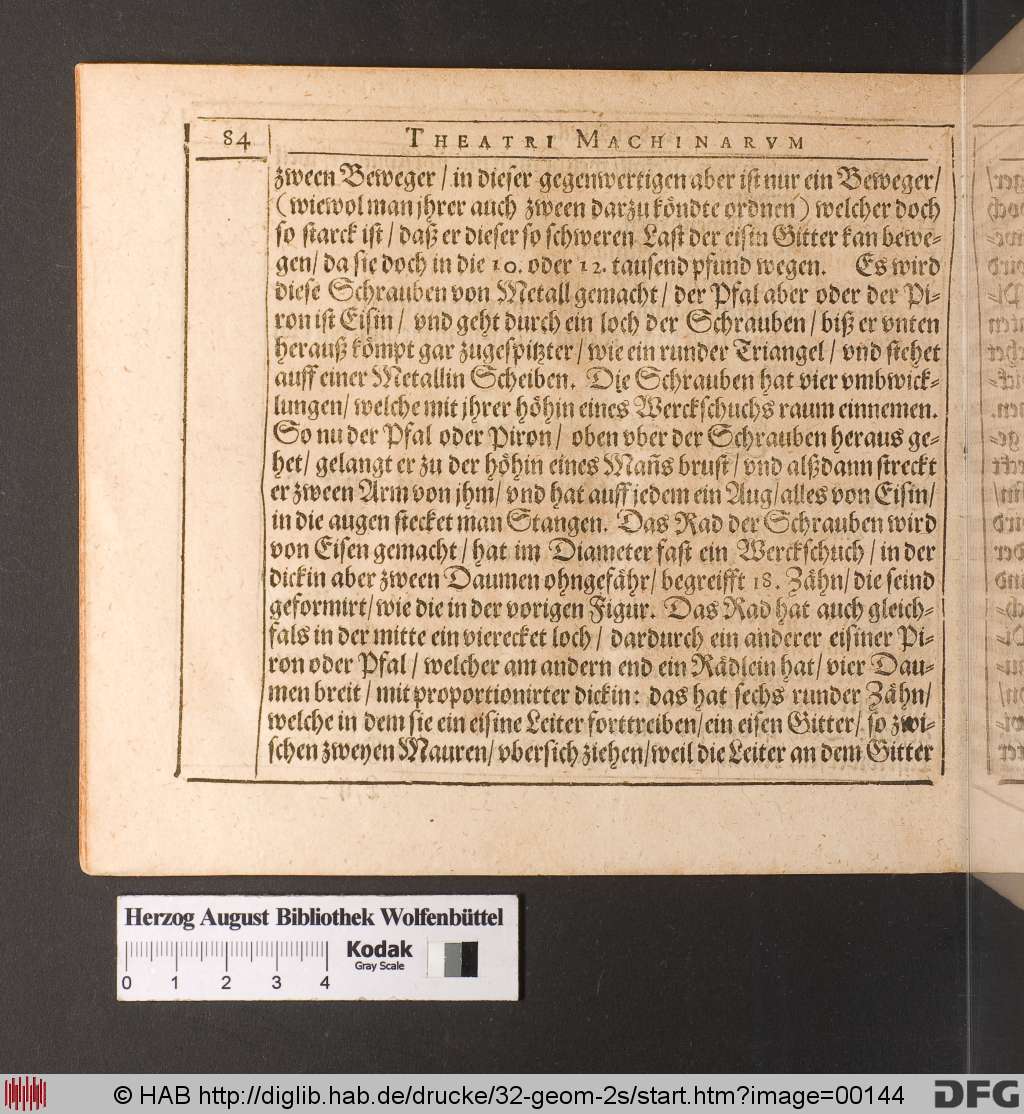 84 THEATRI MACHINARVM
zween Beweger / in dieser gegenwertigen aber ist nur ein Beweger/
(wiewol man jhrer auch zween darzu köndte ordnen) welcher doch
so starck ist / daß er dieser so schweren Last der eisin Gitter kan bewe-
gen/ da sie doch in die 10. oder 12. tausend pfund wegen. Es wird
diese Schrauben von Metall gemacht / der Pfal aber oder der Pi-
ron ist Eisin / vnd geht durch ein loch der Schrauben / biß er vnten
herauß kömpt gar zugespitzter / wie ein runder Triangel / vnd stehet
auff einer Metallin Scheiben. Die Schrauben hat vier vmbwick-
lungen/ welche mit jhrer höhin eines Werckschuchs raum einnemen.
So nu der Pfal oder Piron / oben vber der Schrauben heraus ge-
het/ gelangt er zu der höhin eines Mañs brust / vnd alßdann streckt
er zween Arm von jhm/ vnd hat auff jedem ein Aug/alles von Eisin/
in die augen stecket man Stangen. Das Rad der Schrauben wird
von Eisen gemacht / hat im Diameter fast ein Werckschuch / in der
dickin aber zween Daumen ohngefähr/ begreifft 18. Zähn/ die seind
geformirt/ wie die in der vorigen Figur. Das Rad hat auch gleich-
fals in der mitte ein vierecket loch / dardurch ein anderer eisiner Pi-
ron oder Pfal / welcher am andern end ein Rädlein hat/ vier Dau-
men breit / mit proportionirter dickin: das hat sechs runder Zähn/
welche in dem sie ein eisine Leiter forttreiben/ein eisen Gitter/ so zwi-
schen zweyen Mauren/ vbersich ziehen/weil die Leiter an dem Gitter
Herzog August Bibliothek Wolfenbüttel
Kodak
Gray Scale
0 1 2 3 4
© HAB http://diglib.hab.de/drucke/32-geom-2s/start.htm?image=00144
DFG